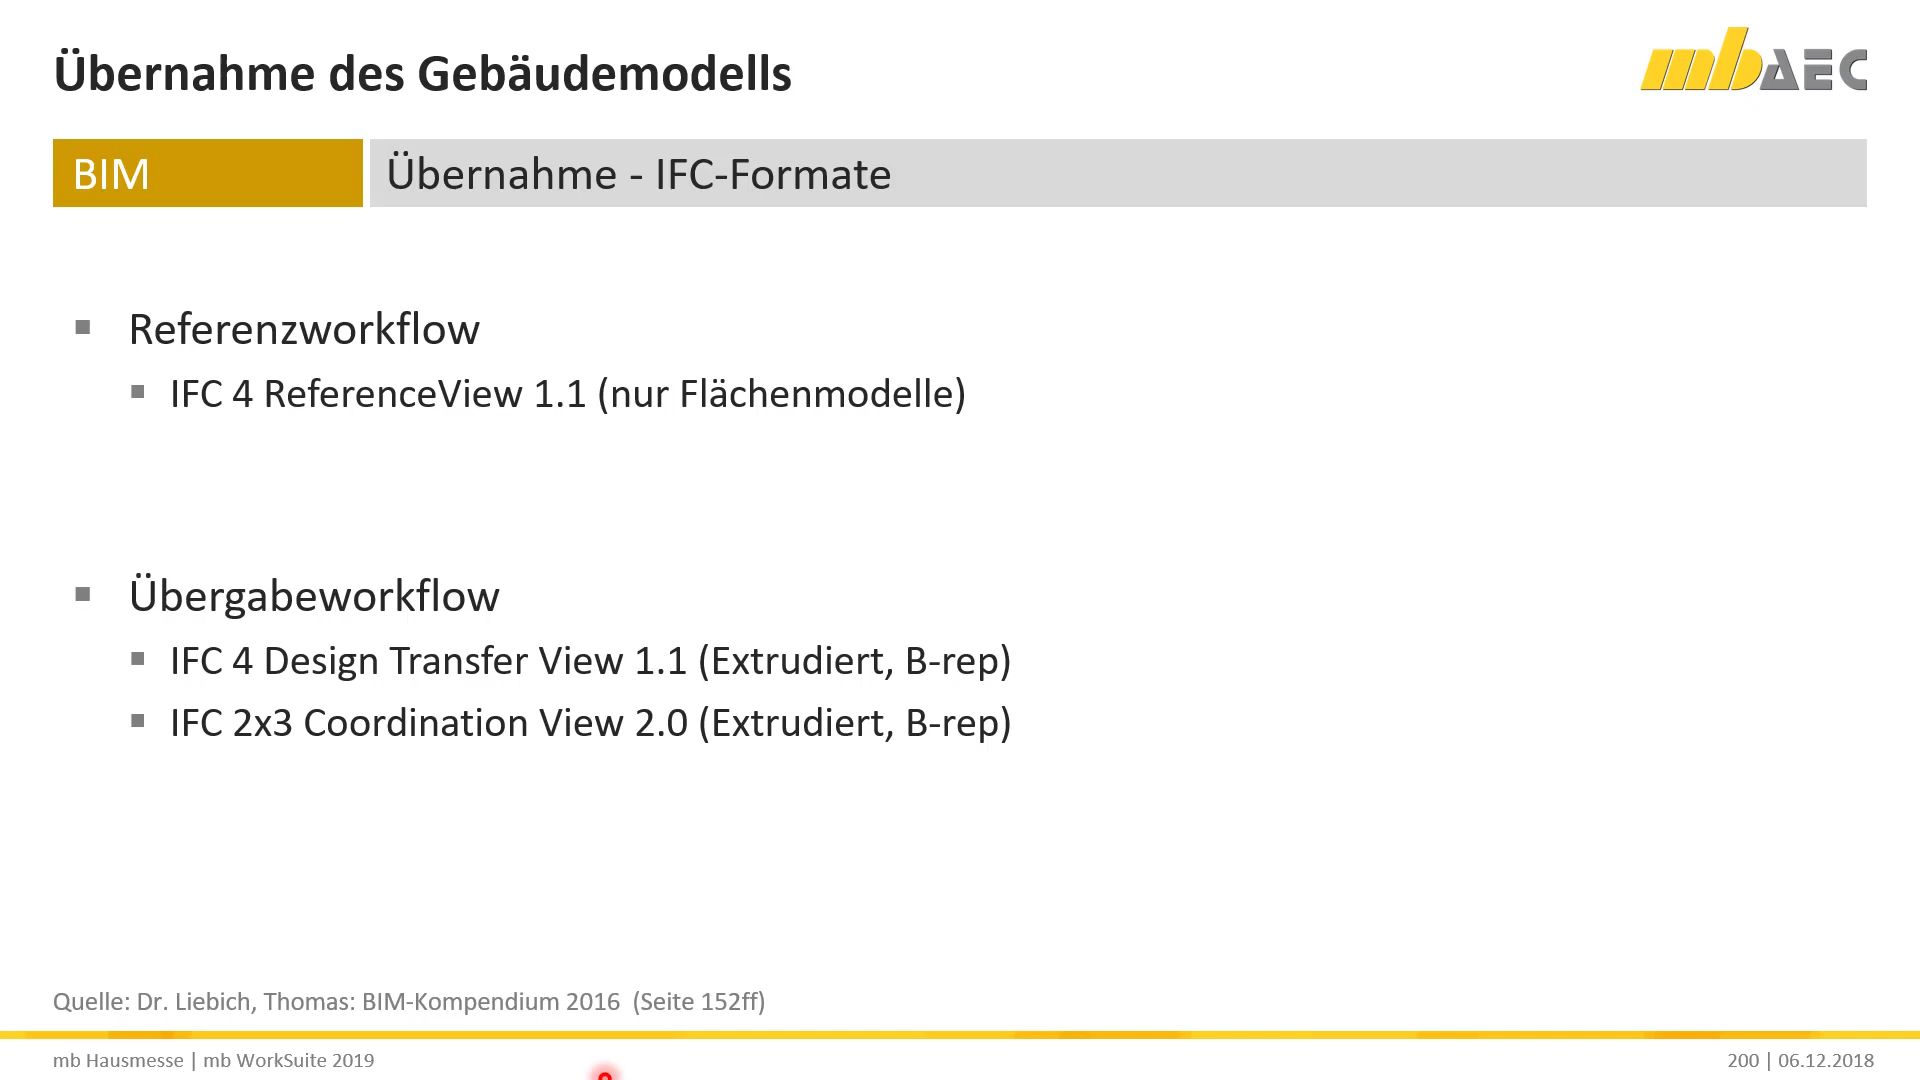 Übernahme des Gebäudemodells
mbAEC
BIM
Übernahme - IFC-Formate
Referenzworkflow
IFC 4 ReferenceView 1.1 (nur Flächenmodelle)
Übergabeworkflow
IFC 4 Design Transfer View 1.1 (Extrudiert, B-rep)
IFC 2x3 Coordination View 2.0 (Extrudiert, B-rep)
Quelle: Dr. Liebich, Thomas: BIM-Kompendium 2016 (Seite 152ff)
mb Hausmesse | mb WorkSuite 2019
200 | 06.12.2018